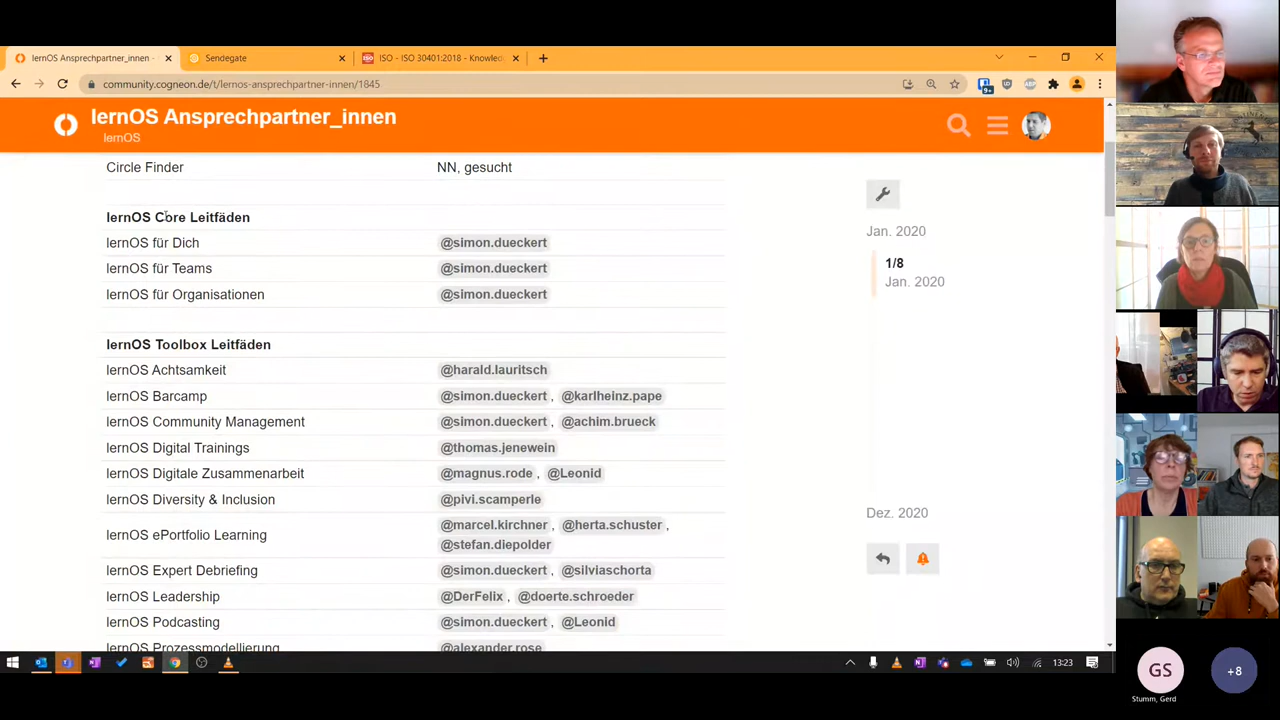 lernOS Ansprechpartner_innen -
Sendegate
ISO - ISO 30401:2018 - Knowled
community.cogneon.de/t/lernos-ansprechpartner-innen/1845
9+
lernOS Ansprechpartner_innen
lernOS
Circle Finder NN, gesucht
lernOS Core Leitfäden
lernOS für Dich @simon.dueckert
lernOS für Teams @simon.dueckert
lernOS für Organisationen @simon.dueckert
lernOS Toolbox Leitfäden
lernOS Achtsamkeit @harald.lauritsch
lernOS Barcamp @simon.dueckert , @karlheinz.pape
lernOS Community Management @simon.dueckert , @achim.brueck
lernOS Digital Trainings @thomas.jenewein
lernOS Digitale Zusammenarbeit @magnus.rode , @Leonid
lernOS Diversity & Inclusion @pivi.scamperle
lernOS ePortfolio Learning @marcel.kirchner , @herta.schuster ,
@stefan.diepolder
lernOS Expert Debriefing @simon.dueckert , @silviaschorta
lernOS Leadership @DerFelix , @doerte.schroeder
lernOS Podcasting @simon.dueckert , @Leonid
lernOS Prozessmodellierung @alexander.rose
Jan. 2020
1/8
Jan. 2020
Dez. 2020
13:23
GS
+8
Stumm, Gerd